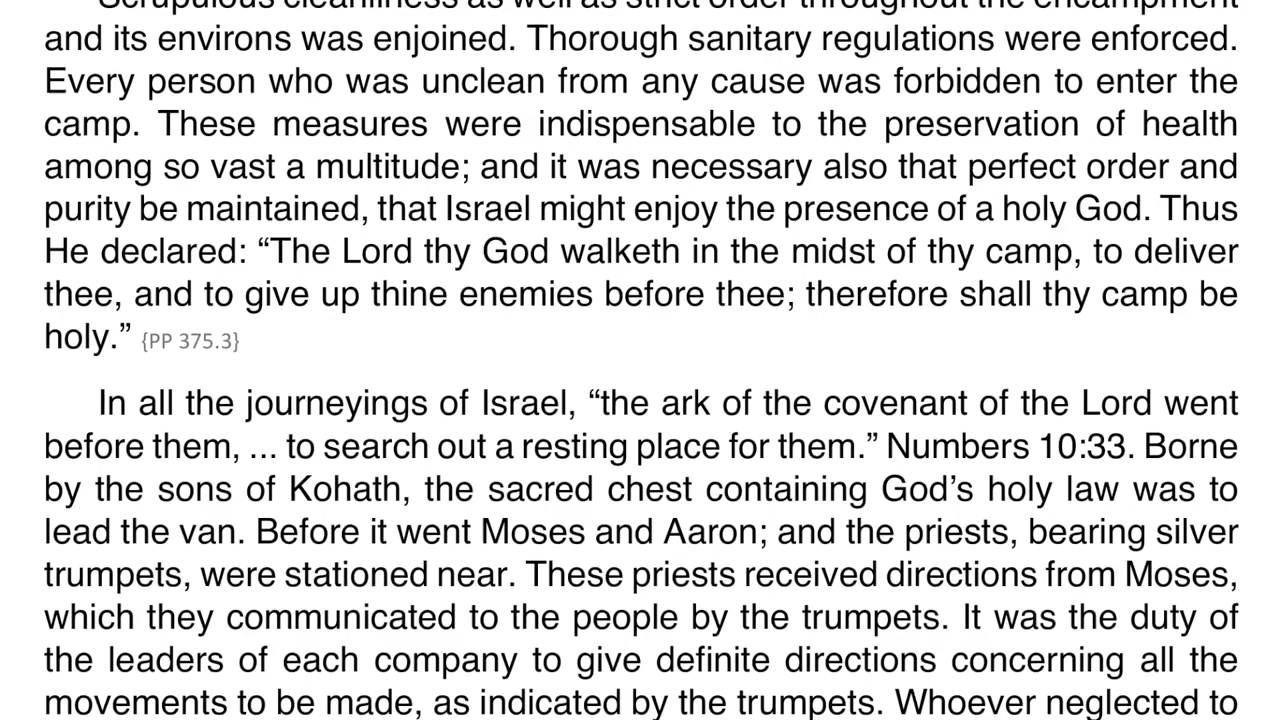 Scrupulous cleanliness as well as strict order throughout the encampment
and its environs was enjoined. Thorough sanitary regulations were enforced.
Every person who was unclean from any cause was forbidden to enter the
camp. These measures were indispensable to the preservation of health
among so vast a multitude; and it was necessary also that perfect order and
purity be maintained, that Israel might enjoy the presence of a holy God. Thus
He declared: “The Lord thy God walketh in the midst of thy camp, to deliver
thee, and to give up thine enemies before thee; therefore shall thy camp be
holy.” {PP 375.3}
In all the journeyings of Israel, “the ark of the covenant of the Lord went
before them, ... to search out a resting place for them.” Numbers 10:33. Borne
by the sons of Kohath, the sacred chest containing God’s holy law was to
lead the van. Before it went Moses and Aaron; and the priests, bearing silver
trumpets, were stationed near. These priests received directions from Moses,
which they communicated to the people by the trumpets. It was the duty of
the leaders of each company to give definite directions concerning all the
movements to be made, as indicated by the trumpets. Whoever neglected to